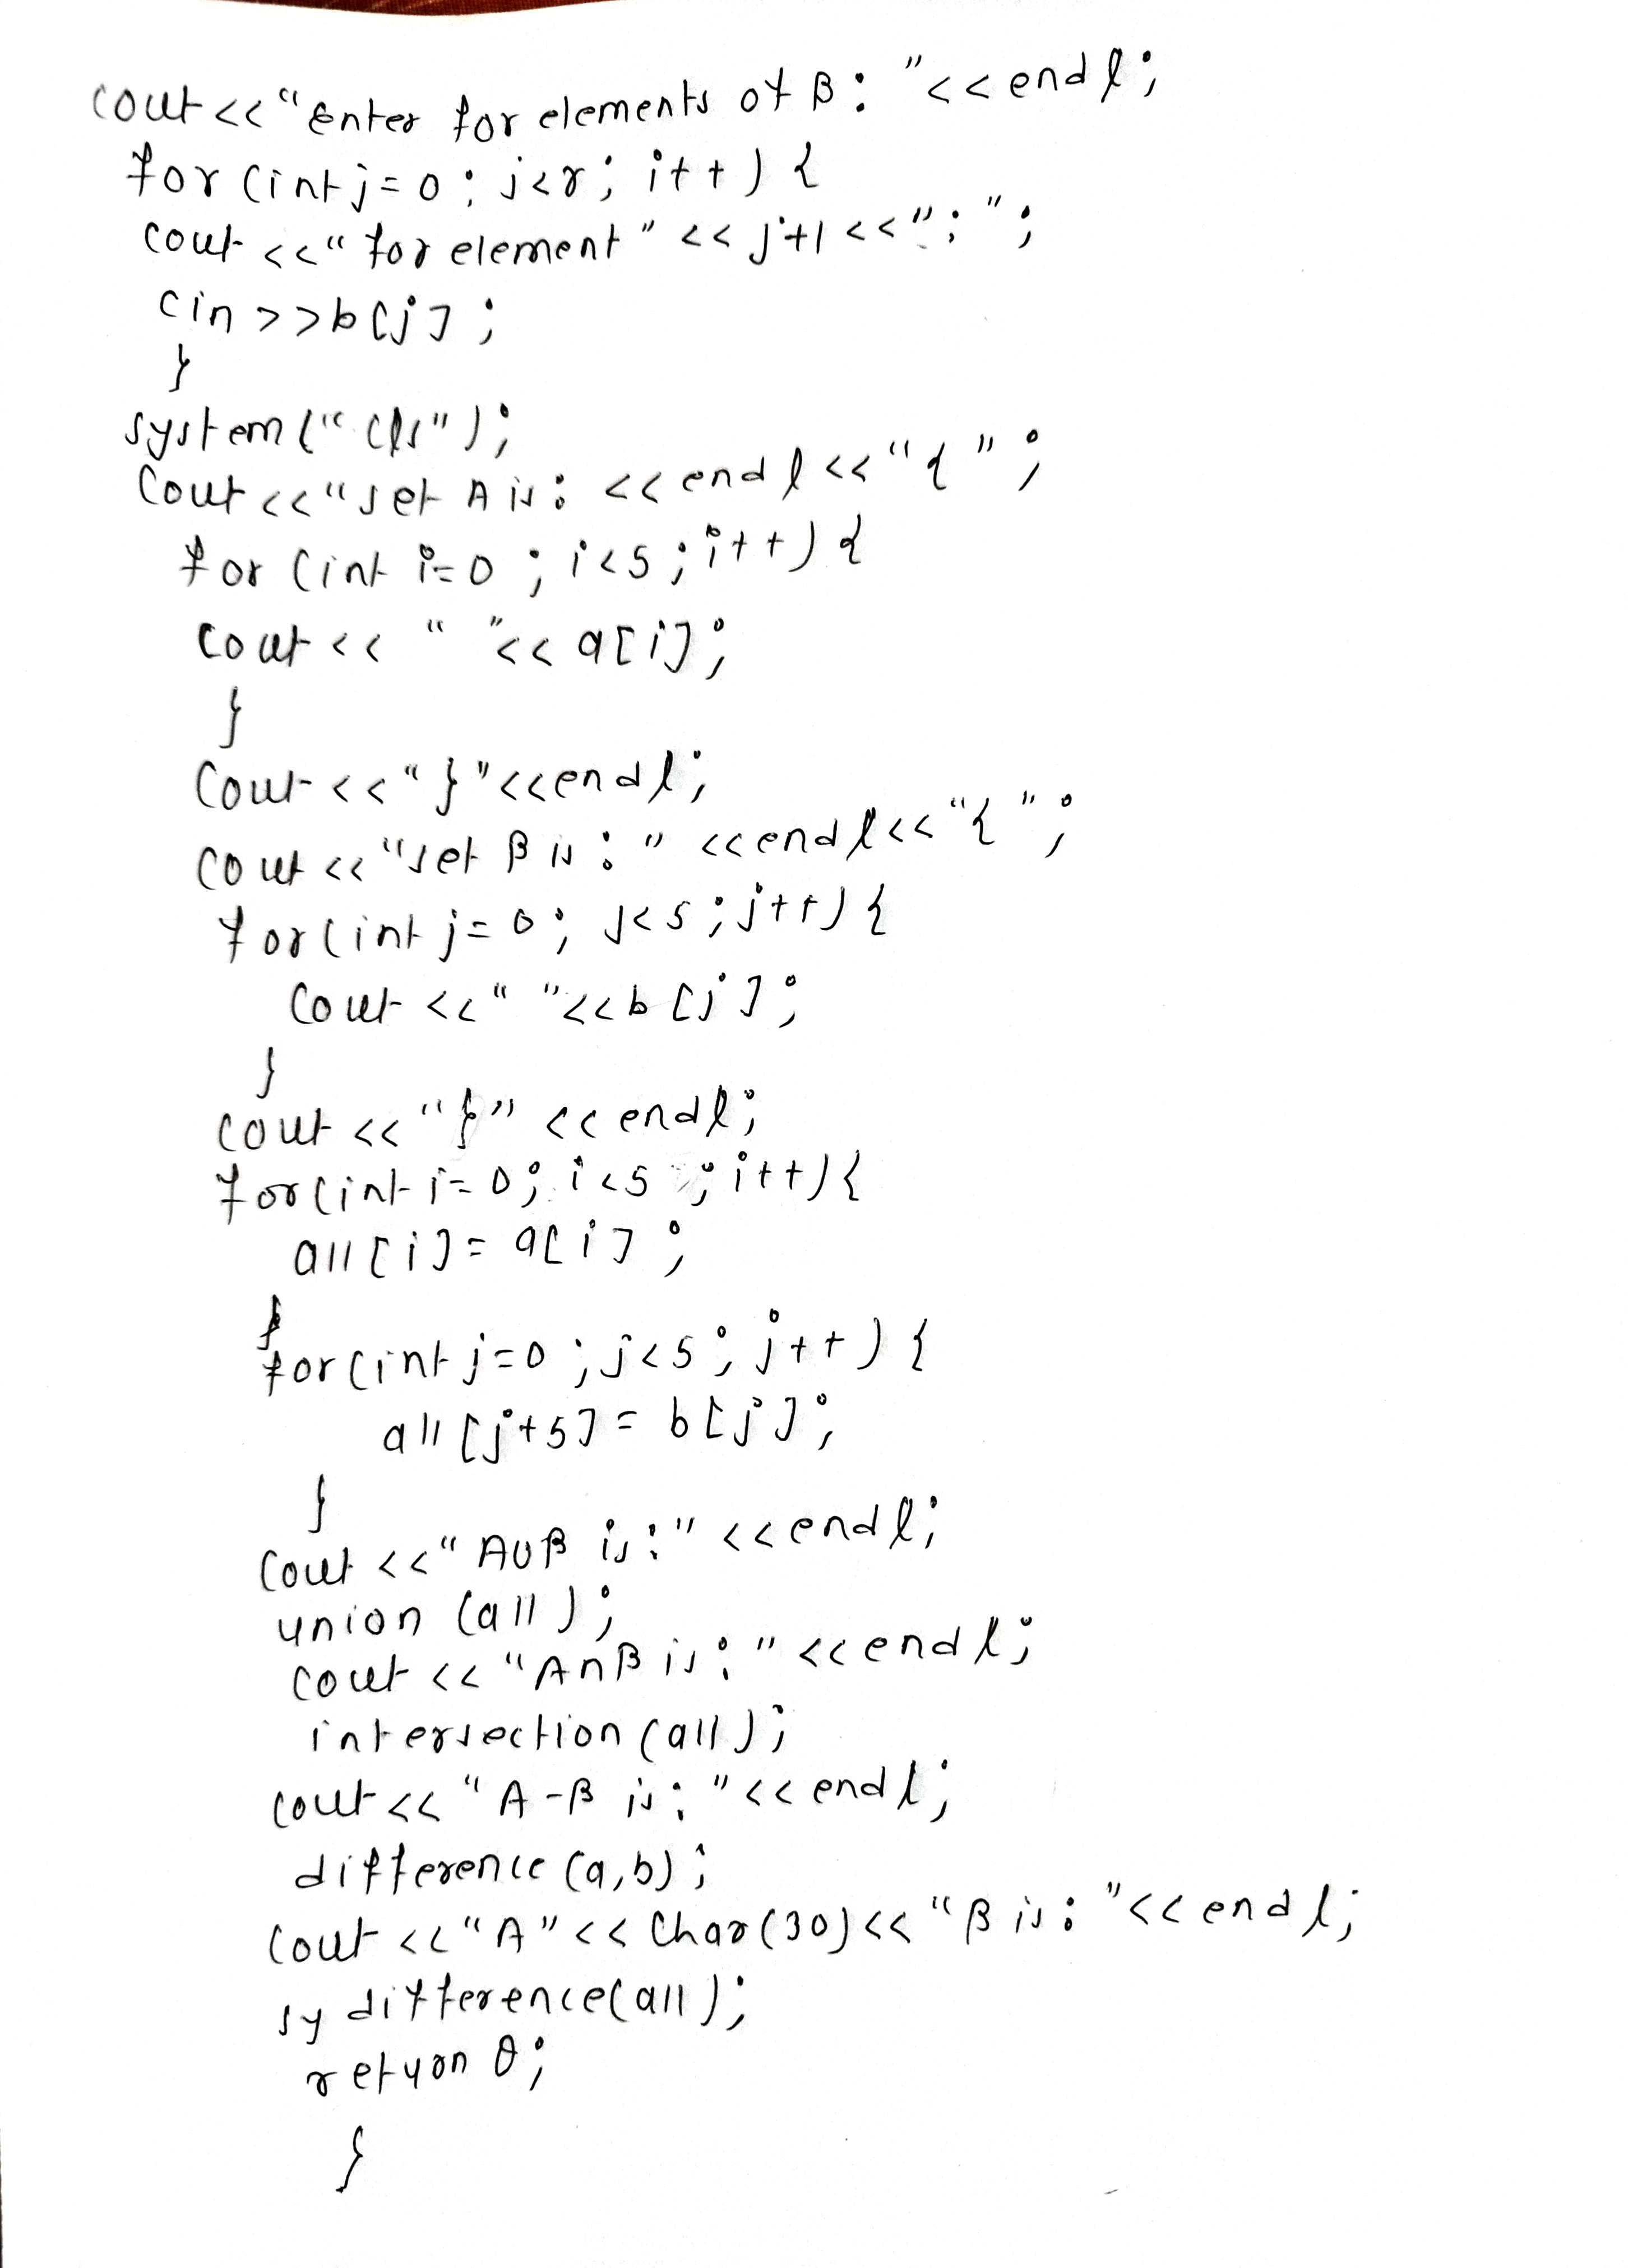 cout<<"Enter for elements of B: "<<endl;
for (int j=0; j<r; i++) {
cout <<"for element" << j+1 <<": ";
cin >>b[j];
}
system("cls");
Cout<<"set A is: <<endl<<"{ ";
for (int i=0 ; i<5 ; i++) {
cout << " "<< a[i];
}
Cout <<"}"<<endl;
cout <<"set B is : " <<endl<<"{ ";
for(int j=0; j<5 ; j++) {
Cout <<" "<<b[j];
}
cout << "}" <<endl;
for(int i=0; i<5 ; i++) {
all[i] = a[i];
}
for(int j=0 ; j<5; j++) {
all [j+5] = b[j];
}
Cout <<"AUB is:" <<endl;
union (all);
cout << "AnB is: " <<endl;
intersection (all);
cout<< "A-B is: "<<endl;
difference (a,b);
Cout <<"A"<< Char(30)<<"B is: "<<endl;
sy difference(all);
return 0;
}